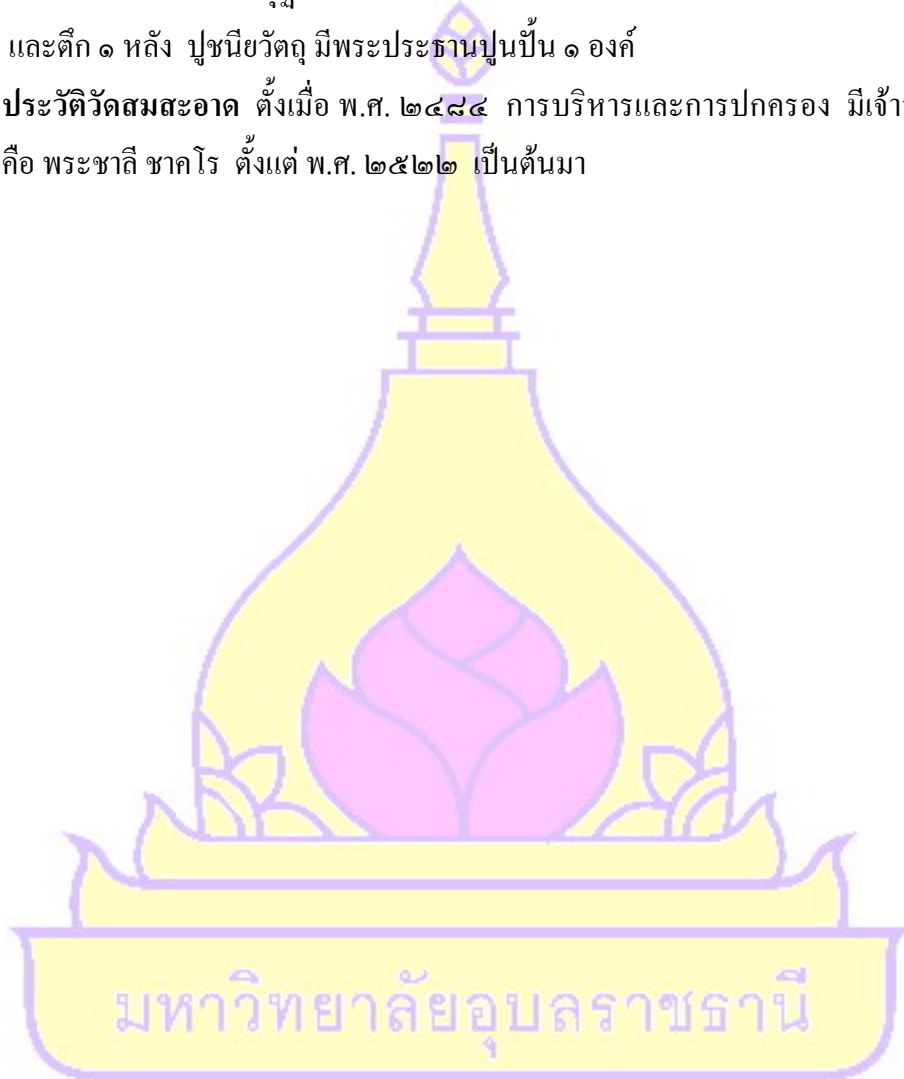 และตึก ๑ หลัง ปูชนียวัตถุ มีพระประธานปูนปั้น ๑ องค์
ประวัติวัดสมสะอาด ตั้งเมื่อ พ.ศ. ๒๔๘๔ การบริหารและการปกครอง มีเจ้า
คือ พระชาลี ชาคโร ตั้งแต่ พ.ศ. ๒๕๒๒ เป็นต้นมา
มหาวิทยาลัยอุบลราชธานี